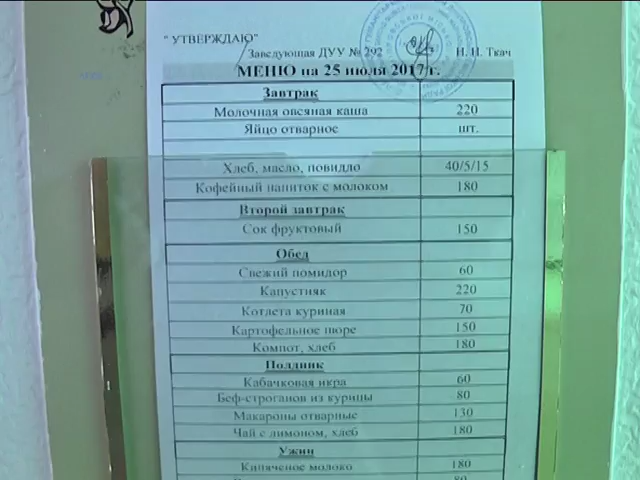 " УТВЕРЖДАЮ"
Заведующая ДУУ № 292 Н. Н. Ткач
МЕНЮ на 25 июля 2017 г.
Завтрак
Молочная овсяная каша 220
Яйцо отварное шт.
Хлеб, масло, повидло 40/5/15
Кофейный напиток с молоком 180
Второй завтрак
Сок фруктовый 150
Обед
Свежий помидор 60
Капустняк 220
Котлета куриная 70
Картофельное пюре 150
Компот, хлеб 180
Полдник
Кабачковая икра 60
Беф-строганов из курицы 80
Макароны отварные 130
Чай с лимоном, хлеб 180
Ужин
Кипяченое молоко 180